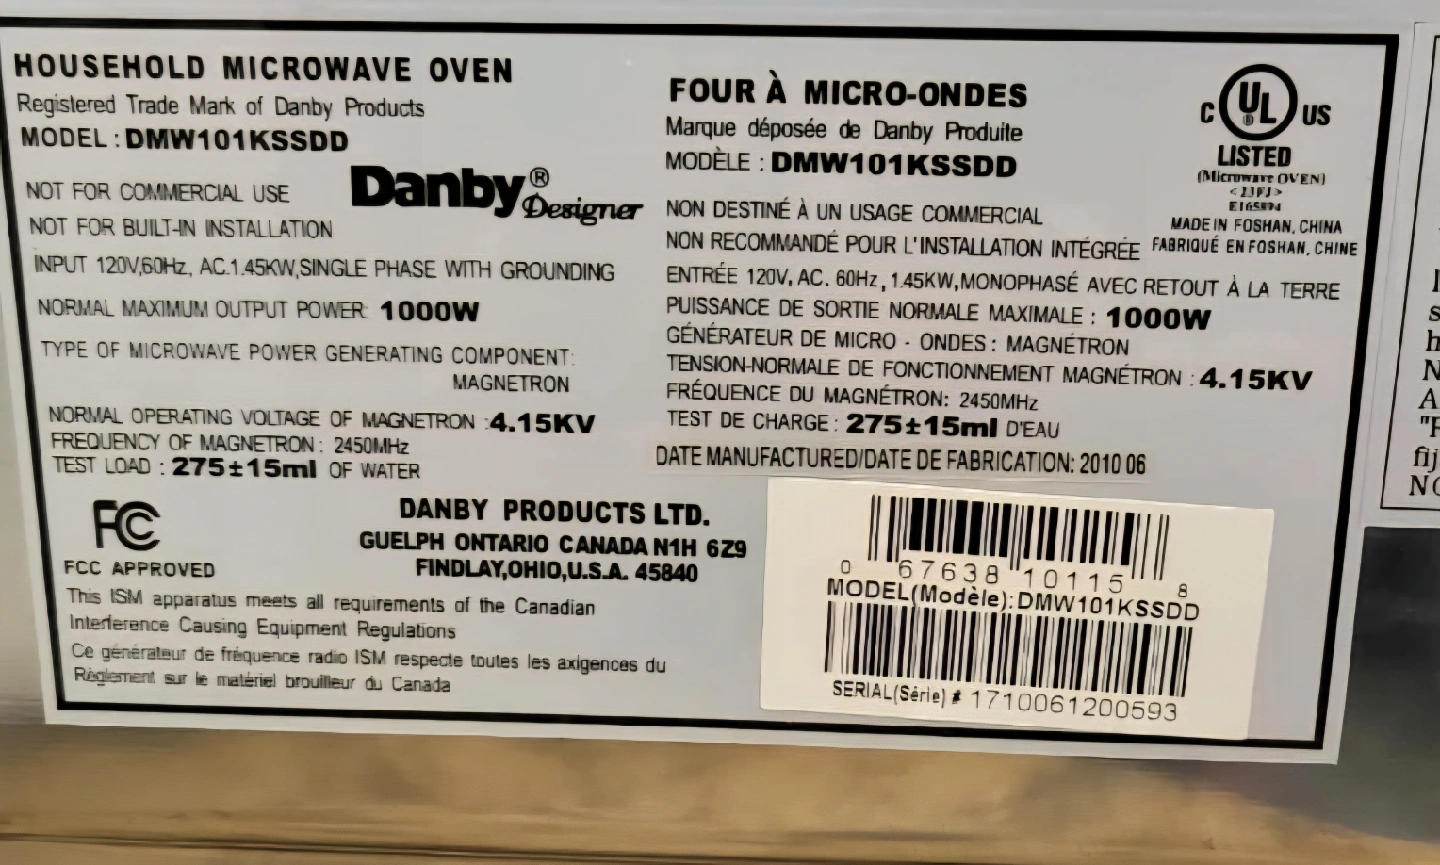 HOUSEHOLD MICROWAVE OVEN
Registered Trade Mark of Danby Products
MODEL : DMW101KSSDD
NOT FOR COMMERCIAL USE
Danby® Designer
NOT FOR BUILT-IN INSTALLATION
INPUT 120V,60Hz, AC.1.45KW,SINGLE PHASE WITH GROUNDING
NORMAL MAXIMUM OUTPUT POWER: 1000W
TYPE OF MICROWAVE POWER GENERATING COMPONENT:
MAGNETRON
NORMAL OPERATING VOLTAGE OF MAGNETRON :4.15KV
FREQUENCY OF MAGNETRON : 2450MHz
TEST LOAD : 275±15ml OF WATER
FC
FCC APPROVED
DANBY PRODUCTS LTD.
GUELPH ONTARIO CANADA N1H 6Z9
FINDLAY,OHIO,U.S.A. 45840
This ISM apparatus meets all requirements of the Canadian
Interference Causing Equipment Regulations
Ce générateur de fréquence radio ISM respecte toutes les axigences du
Règlement sur le matériel brouilleur du Canada
FOUR À MICRO-ONDES
Marque déposée de Danby Produite
MODÈLE : DMW101KSSDD
NON DESTINÉ À UN USAGE COMMERCIAL
NON RECOMMANDÉ POUR L'INSTALLATION INTÉGRÉE
ENTRÉE 120V, AC. 60Hz, 1.45KW,MONOPHASÉ AVEC RETOUT À LA TERRE
PUISSANCE DE SORTIE NORMALE MAXIMALE : 1000W
GÉNÉRATEUR DE MICRO - ONDES : MAGNÉTRON
TENSION-NORMALE DE FONCTIONNEMENT MAGNÉTRON : 4.15KV
FRÉQUENCE DU MAGNÉTRON: 2450MHz
TEST DE CHARGE : 275±15ml D'EAU
DATE MANUFACTURED/DATE DE FABRICATION: 2010 06
C UL® US
LISTED
(Microwave OVEN)
MADE IN FOSHAN, CHINA
FABRIQUÉ EN FOSHAN, CHINE
0 67638 10115 8
MODEL(Modèle):DMW101KSSDD
SERIAL(Série) # 1710061200593